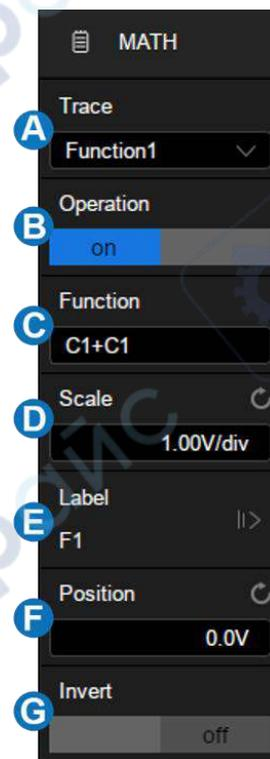 MATH
Trace
A
Function1
Operation
B
on
Function
C
C1+C1
Scale
D
1.00V/div
Label
E
F1
Position
F
0.0V
Invert
G
off